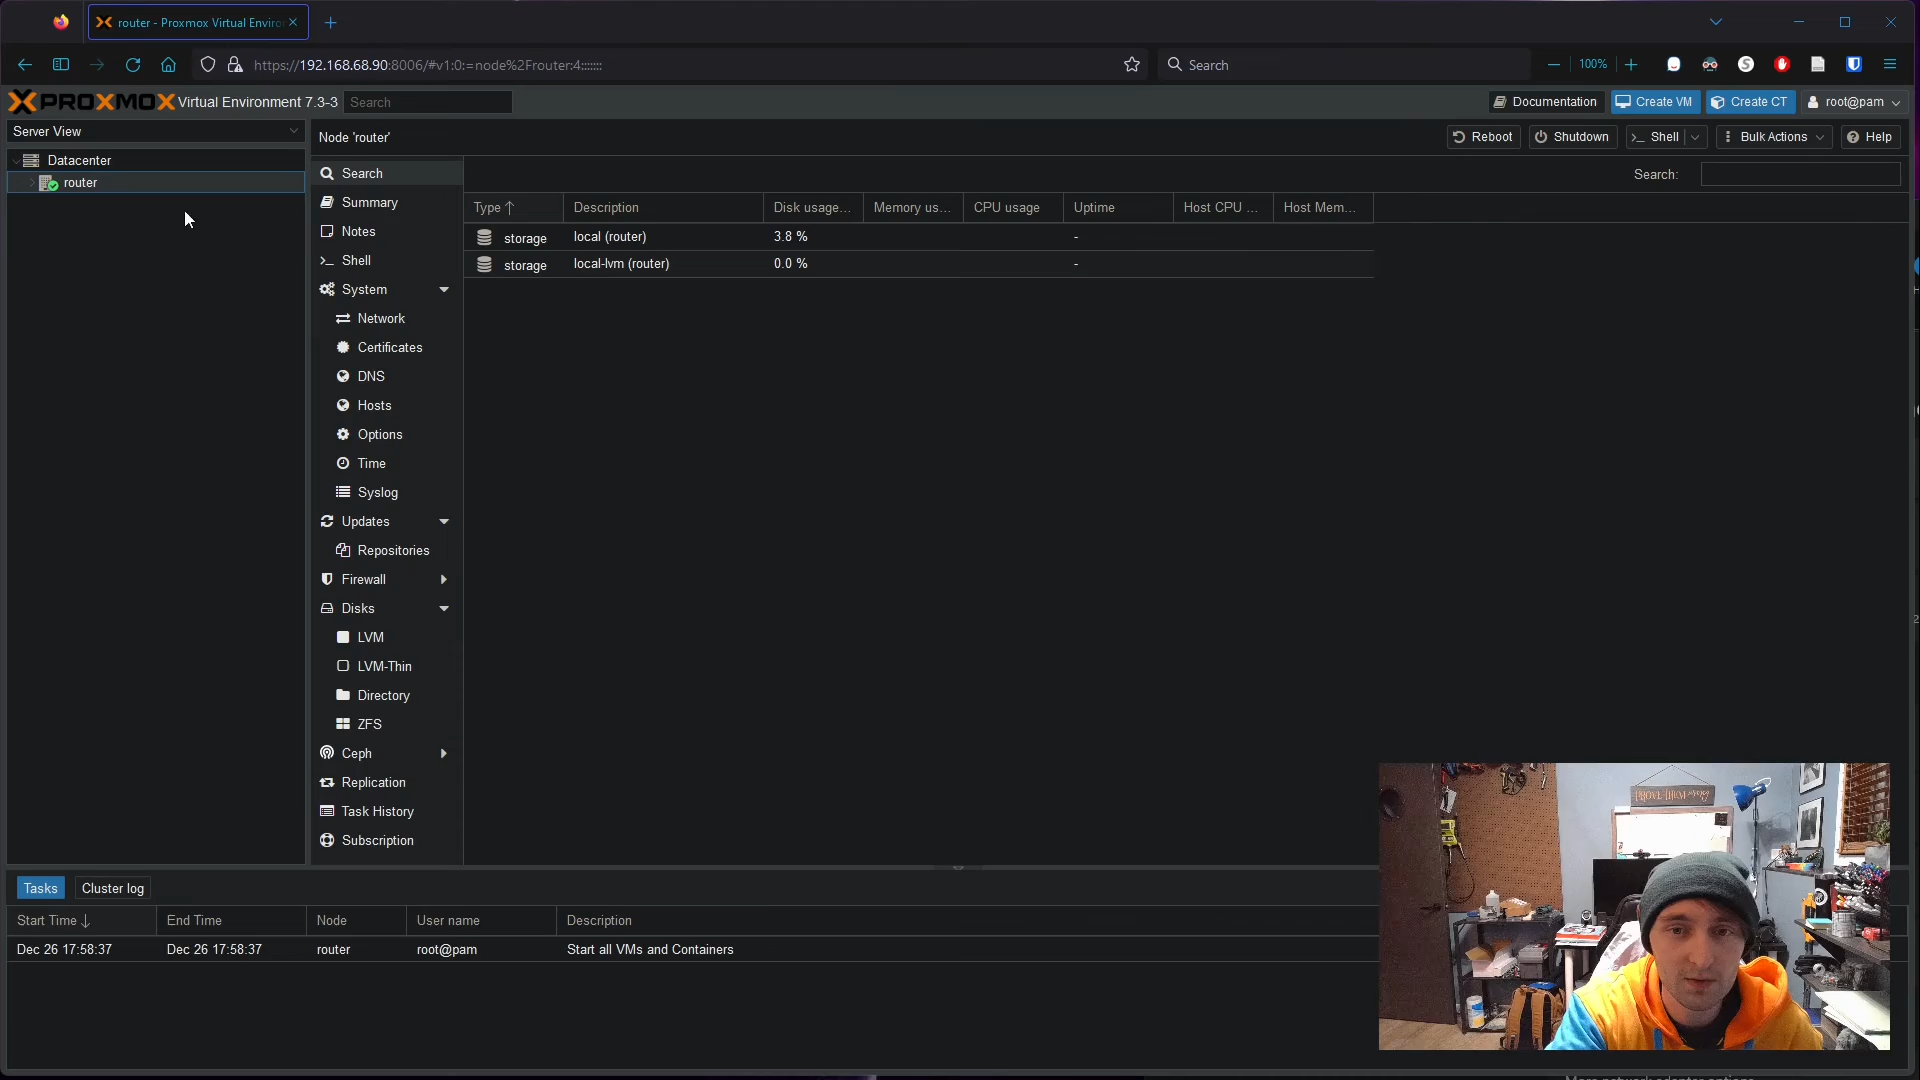 router - Proxmox Virtual Enviro
https://192.168.68.90:8006/#v1:0:=node%2Frouter:4:::::::
Search
100%
PROXMOX Virtual Environment 7.3-3
Search
Documentation
Create VM
Create CT
root@pam
Server View
Node 'router'
Reboot
Shutdown
>_ Shell
Bulk Actions
Help
Datacenter
router
Search
Summary
Notes
>_ Shell
System
Network
Certificates
DNS
Hosts
Options
Time
Syslog
Updates
Repositories
Firewall
Disks
LVM
LVM-Thin
Directory
ZFS
Ceph
Replication
Task History
Subscription
Search:
Type Description Disk usage... Memory us... CPU usage Uptime Host CPU ... Host Mem...
storage local (router) 3.8 % -
storage local-lvm (router) 0.0 % -
Tasks
Cluster log
Start Time End Time Node User name Description
Dec 26 17:58:37 Dec 26 17:58:37 router root@pam Start all VMs and Containers